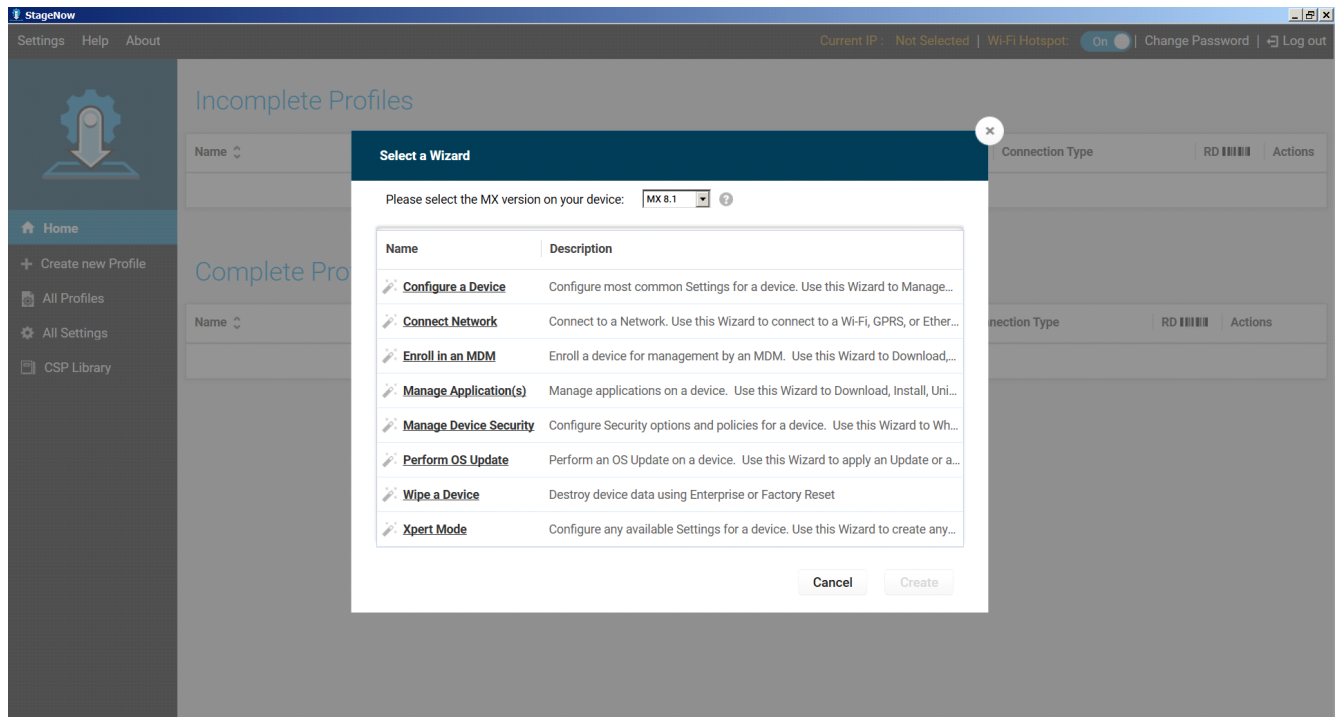 StageNow
Settings Help About
Current IP : Not Selected | Wi-Fi Hotspot: On | Change Password | Log out
Incomplete Profiles
Name
Connection Type
RD
Actions
Select a Wizard
Please select the MX version on your device: MX 8.1 ?
Name Description
Configure a Device Configure most common Settings for a device. Use this Wizard to Manage...
Connect Network Connect to a Network. Use this Wizard to connect to a Wi-Fi, GPRS, or Ether...
Enroll in an MDM Enroll a device for management by an MDM. Use this Wizard to Download,...
Manage Application(s) Manage applications on a device. Use this Wizard to Download, Install, Uni...
Manage Device Security Configure Security options and policies for a device. Use this Wizard to Wh...
Perform OS Update Perform an OS Update on a device. Use this Wizard to apply an Update or a...
Wipe a Device Destroy device data using Enterprise or Factory Reset
Xpert Mode Configure any available Settings for a device. Use this Wizard to create any...
Cancel Create
Home
Create new Profile
All Profiles
All Settings
CSP Library
Complete Pro
Name
nection Type
RD
Actions